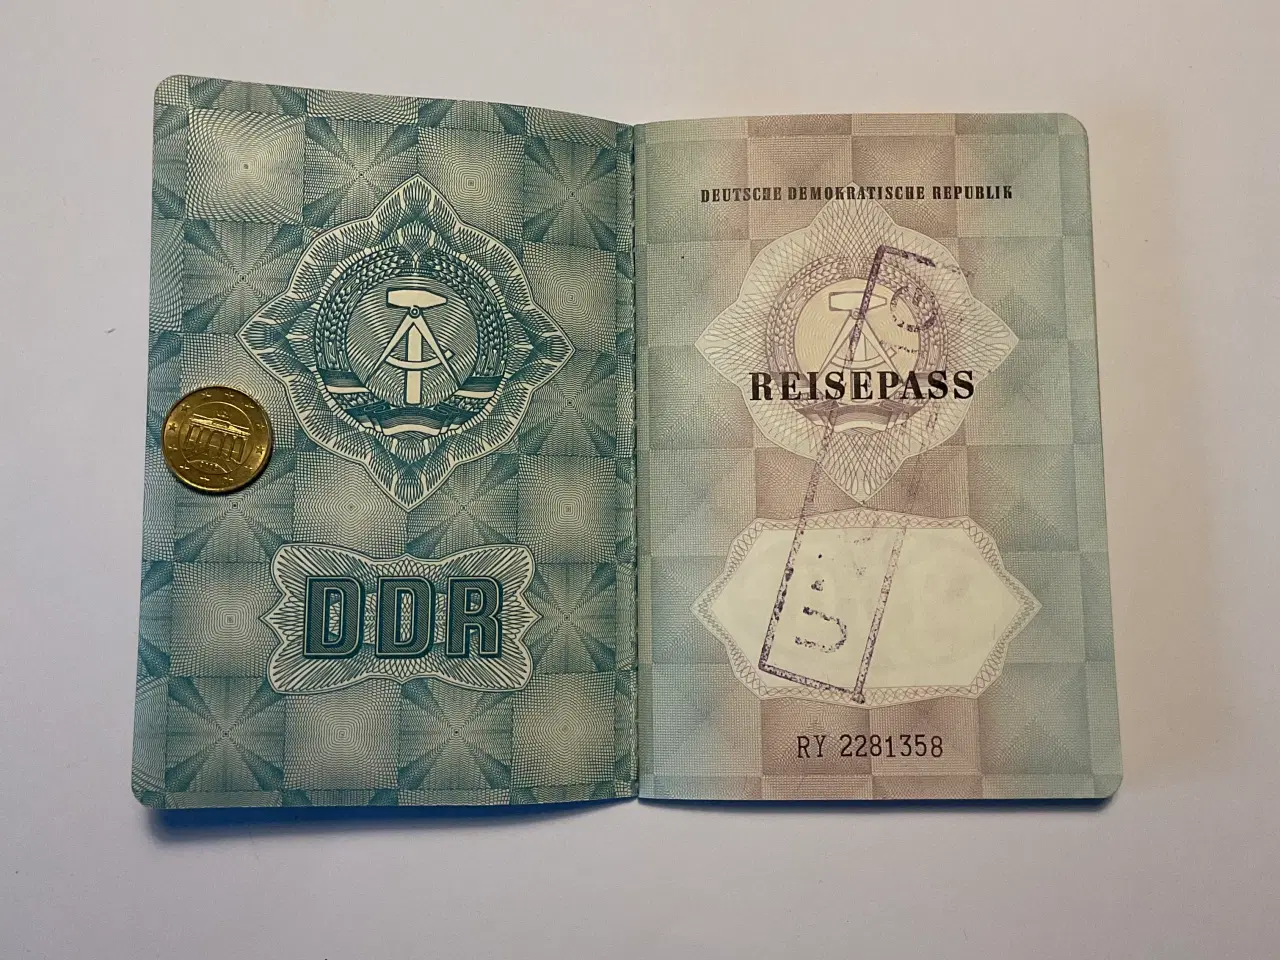 DDR
DEUTSCHE DEMOKRATISCHE REPUBLIK
REISEPASS
RY 2281358